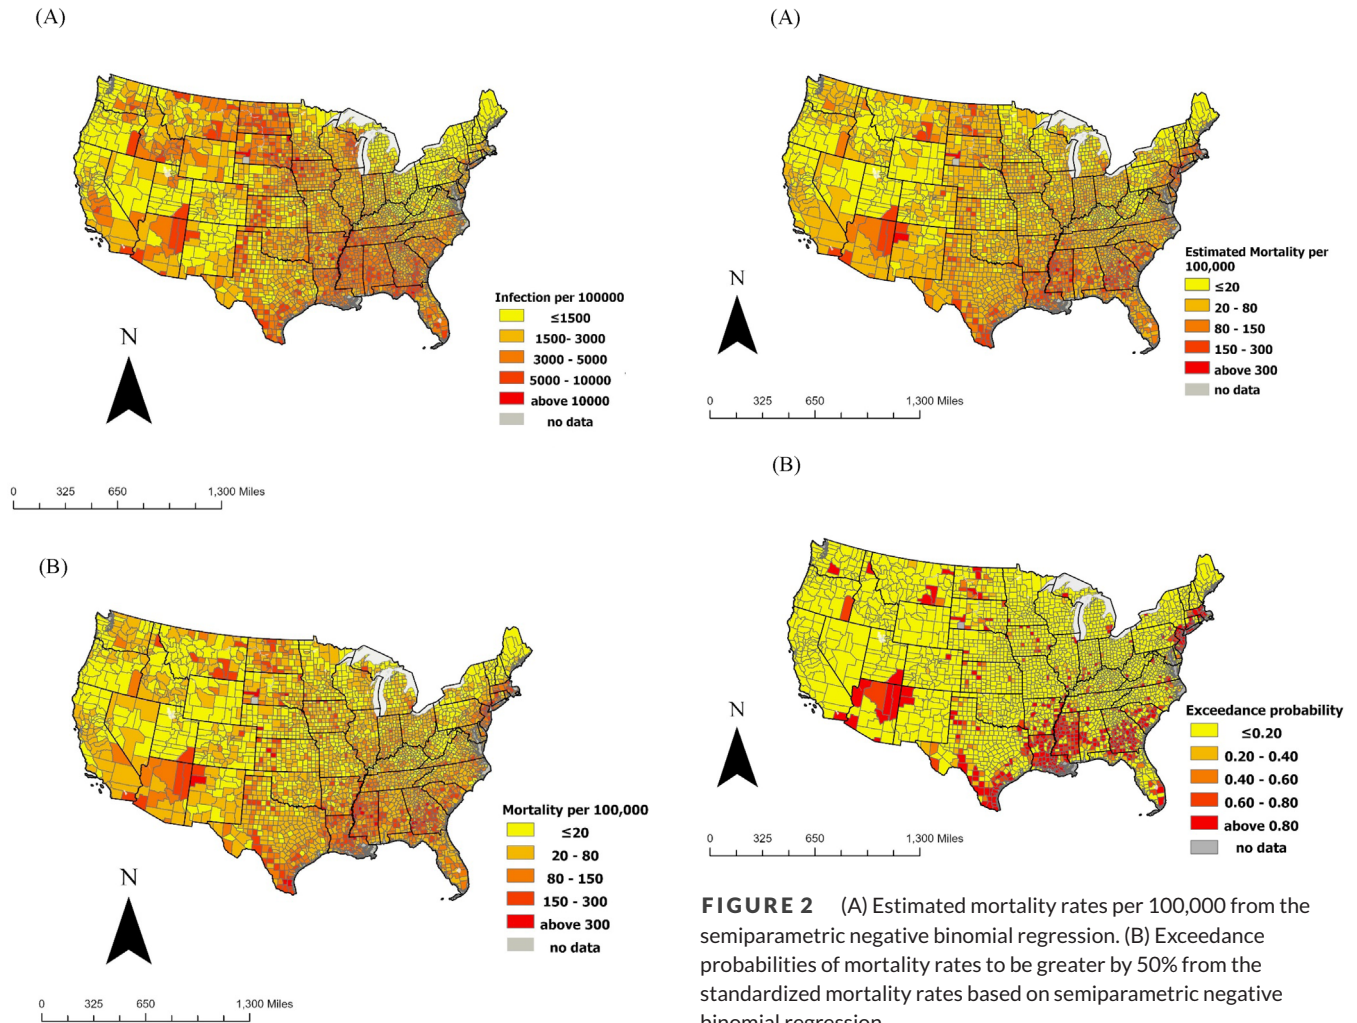 (A)
N
Infection per 100000
≤1500
1500- 3000
3000 - 5000
5000 - 10000
above 10000
no data
0 325 650 1,300 Miles
(B)
N
Mortality per 100,000
≤20
20 - 80
80 - 150
150 - 300
above 300
no data
0 325 650 1,300 Miles
(A)
N
Estimated Mortality per
100,000
≤20
20 - 80
80 - 150
150 - 300
above 300
no data
0 325 650 1,300 Miles
(B)
N
Exceedance probability
≤0.20
0.20 - 0.40
0.40 - 0.60
0.60 - 0.80
above 0.80
no data
0 325 650 1,300 Miles
FIGURE 2 (A) Estimated mortality rates per 100,000 from the
semiparametric negative binomial regression. (B) Exceedance
probabilities of mortality rates to be greater by 50% from the
standardized mortality rates based on semiparametric negative
binomial regression